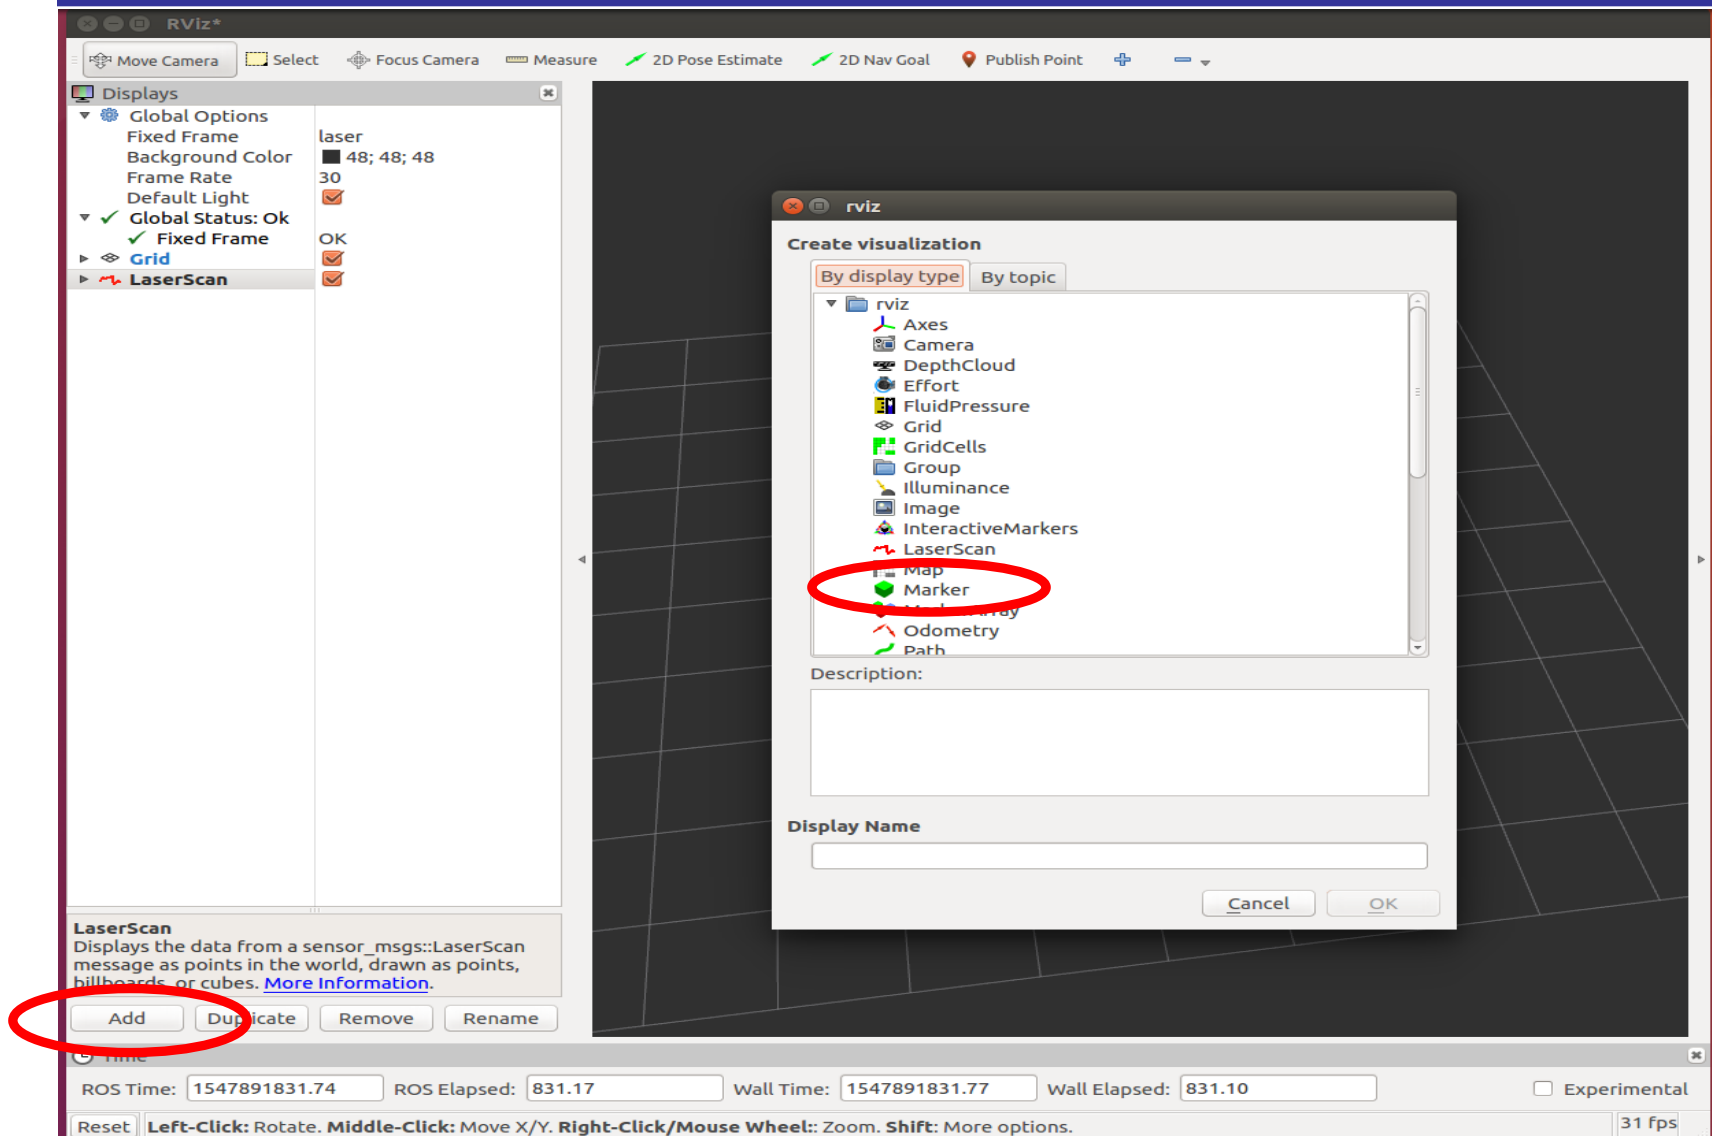 RViz*
Move Camera Select Focus Camera Measure 2D Pose Estimate 2D Nav Goal Publish Point
Displays
Global Options
Fixed Frame laser
Background Color 48; 48; 48
Frame Rate 30
Default Light
Global Status: Ok
Fixed Frame OK
Grid
LaserScan
LaserScan
Displays the data from a sensor_msgs::LaserScan
message as points in the world, drawn as points,
billboards, or cubes. More Information.
Add Duplicate Remove Rename
rviz
Create visualization
By display type By topic
rviz
Axes
Camera
DepthCloud
Effort
FluidPressure
Grid
GridCells
Group
Illuminance
Image
InteractiveMarkers
LaserScan
Map
Marker
MarkerArray
Odometry
Path
Description:
Display Name
Cancel OK
Time
ROS Time: 1547891831.74 ROS Elapsed: 831.17 Wall Time: 1547891831.77 Wall Elapsed: 831.10 Experimental
Reset Left-Click: Rotate. Middle-Click: Move X/Y. Right-Click/Mouse Wheel:: Zoom. Shift: More options. 31 fps